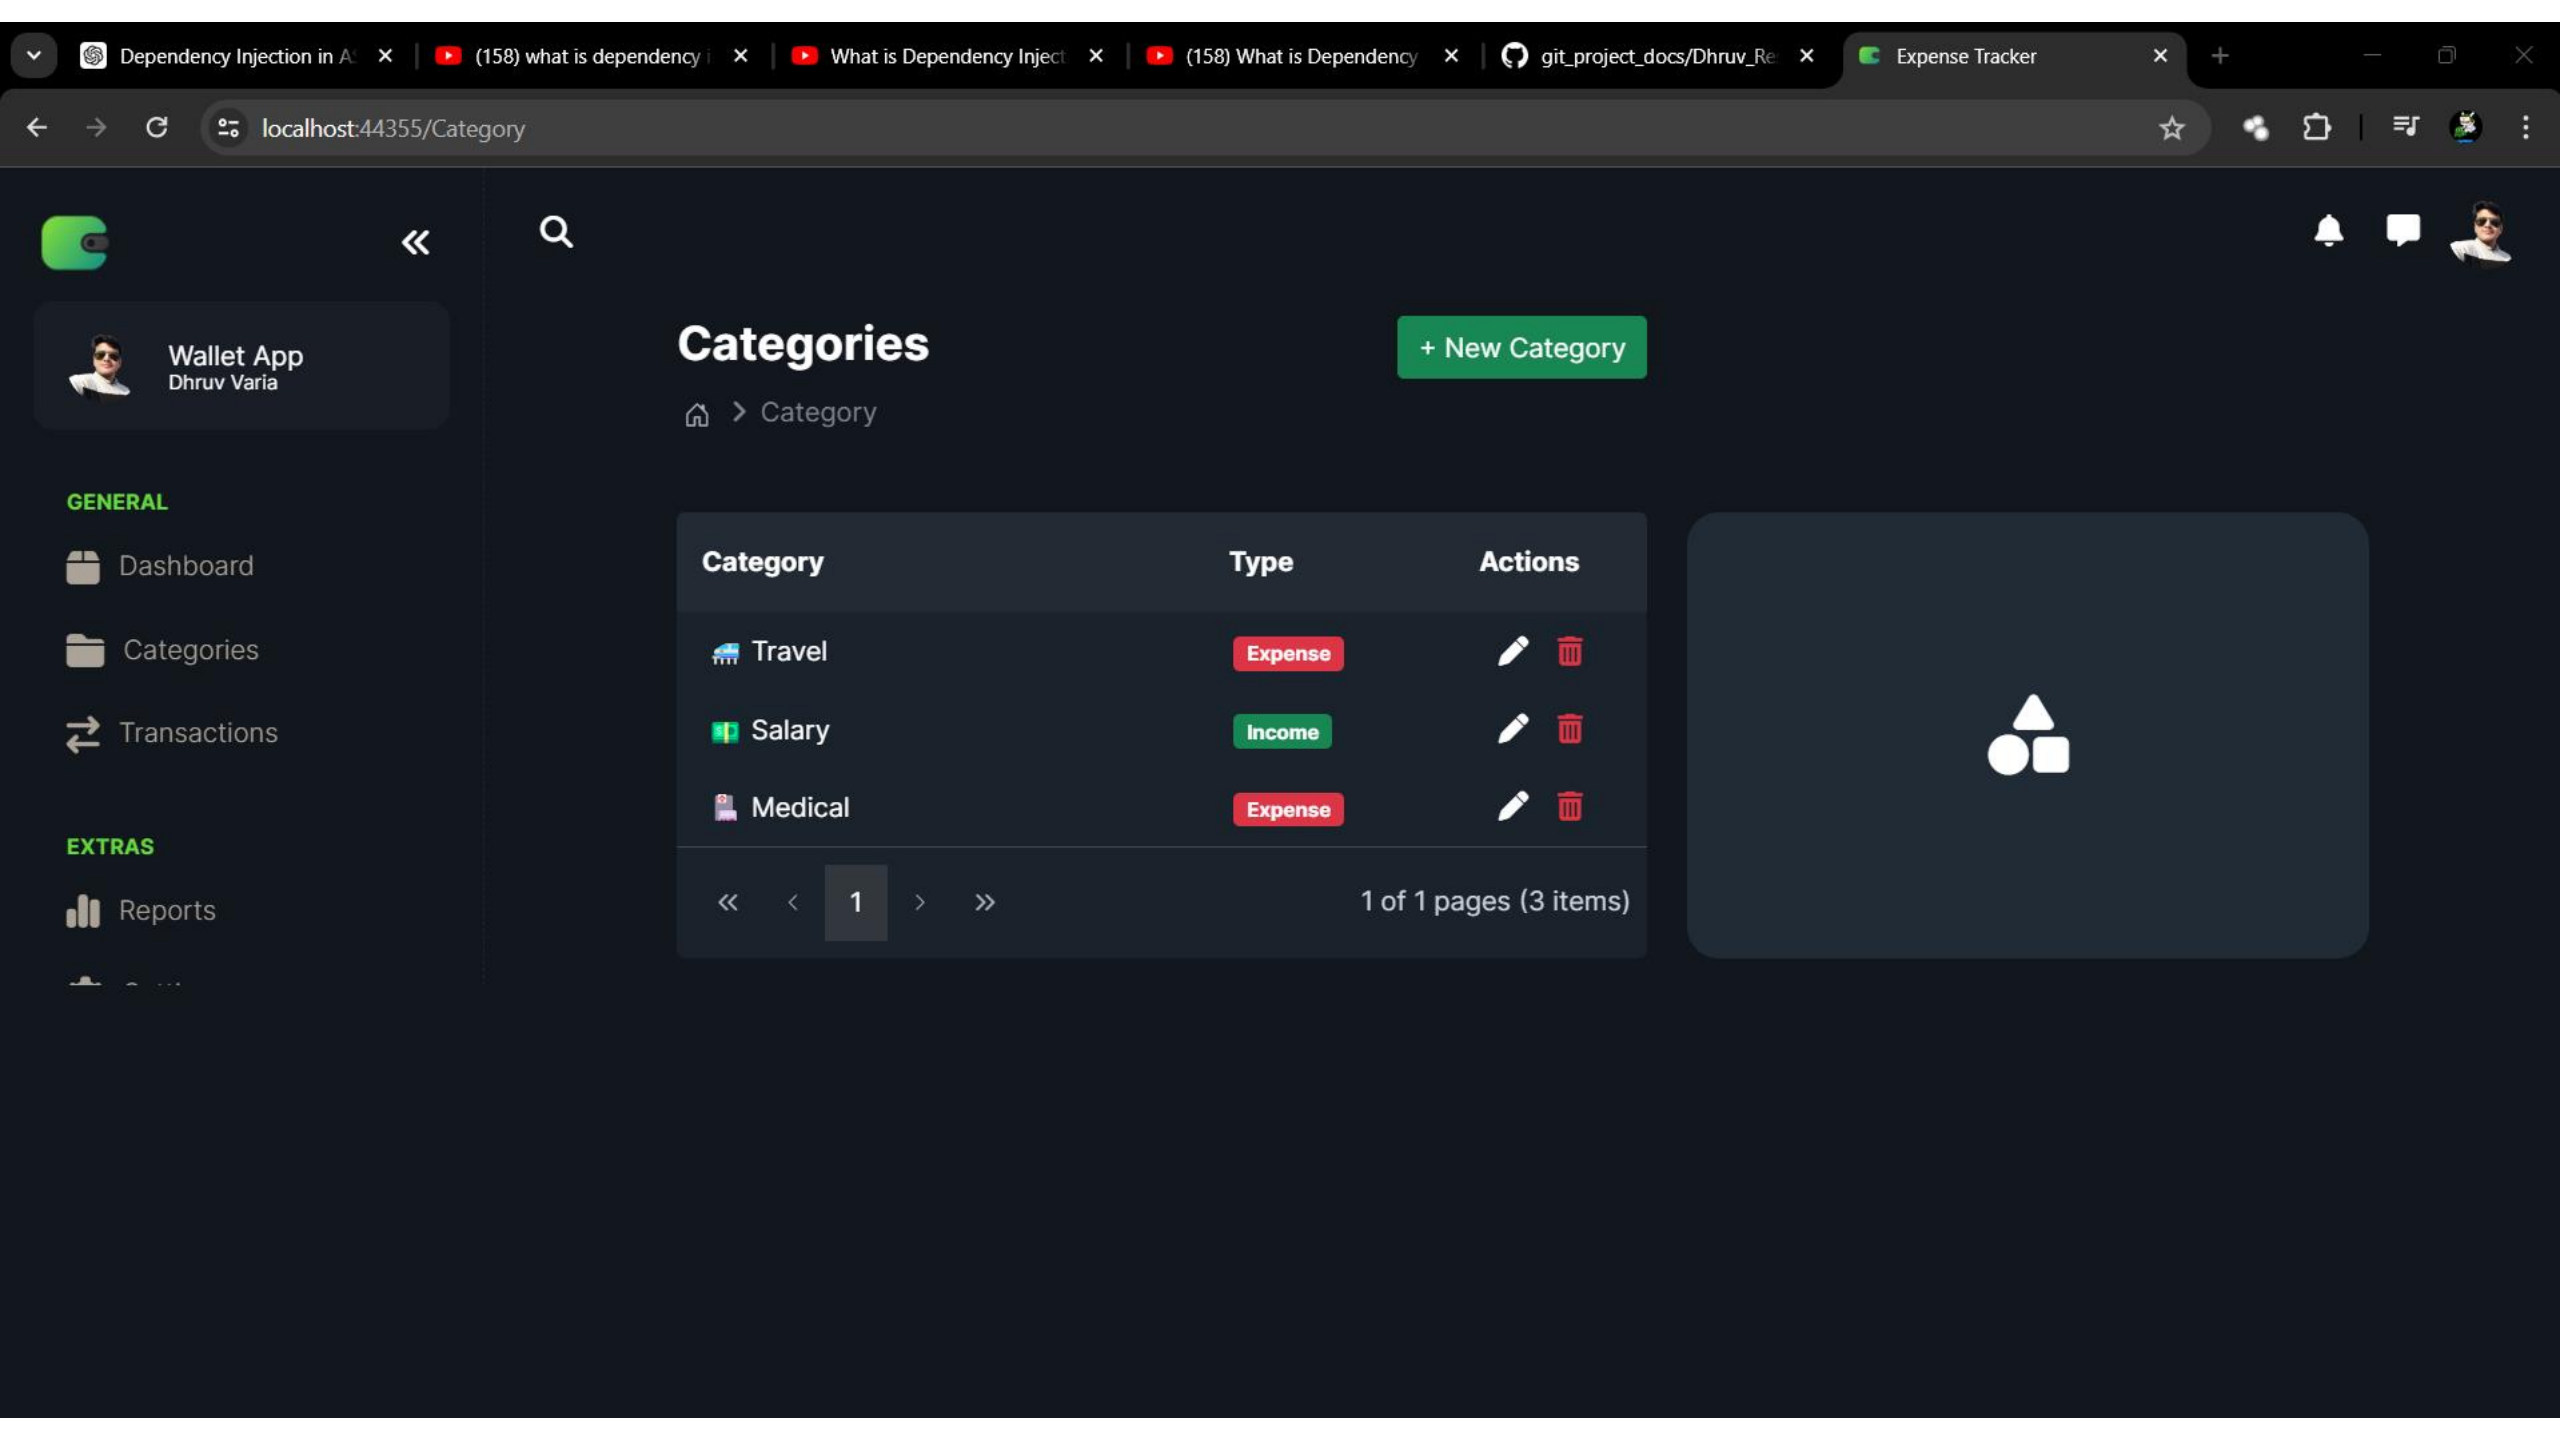 Dependency Injection in AS
(158) what is dependency i
What is Dependency Inject
(158) What is Dependency
git_project_docs/Dhruv_Re
Expense Tracker
localhost:44355/Category
Wallet App
Dhruv Varia
GENERAL
Dashboard
Categories
Transactions
EXTRAS
Reports
Categories
+ New Category
Category
Category Type Actions
Travel Expense
Salary Income
Medical Expense
« ‹ 1 › » 1 of 1 pages (3 items)